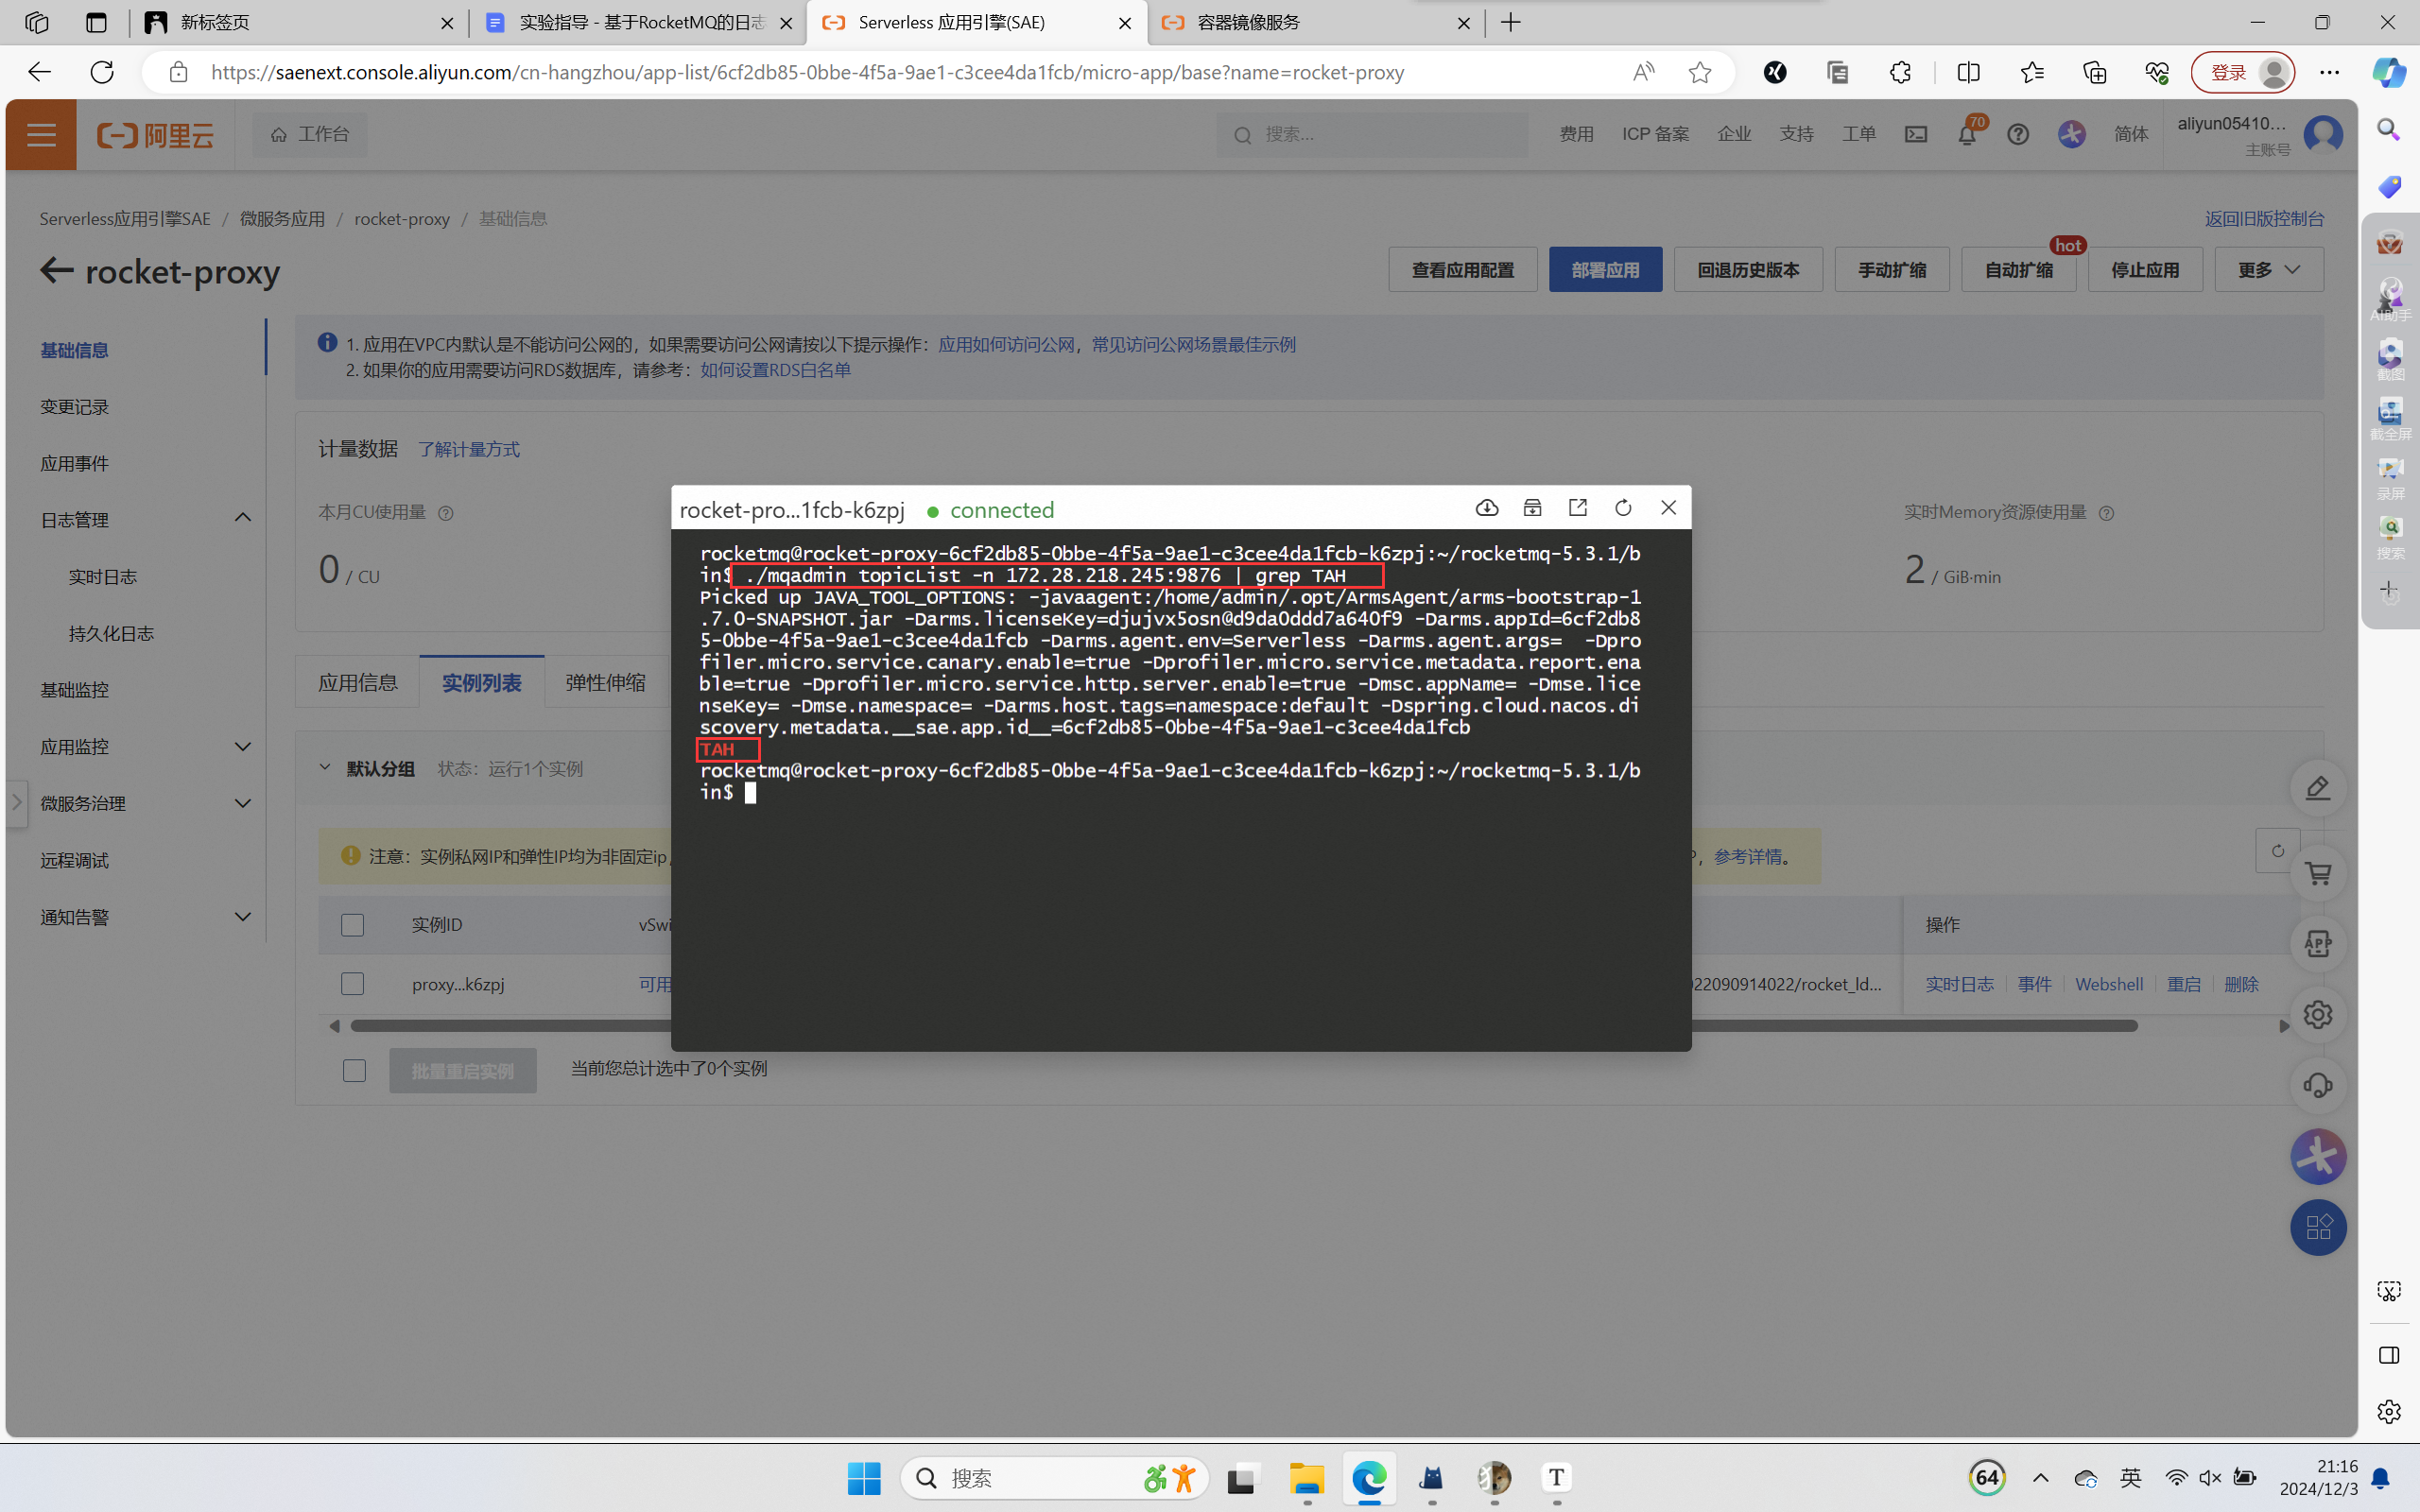 新标签页
实验指导 - 基于RocketMQ的日志
Serverless 应用引擎(SAE)
容器镜像服务
https://saenext.console.aliyun.com/cn-hangzhou/app-list/6cf2db85-0bbe-4f5a-9ae1-c3cee4da1fcb/micro-app/base?name=rocket-proxy
登录
阿里云
工作台
搜索...
费用
ICP 备案
企业
支持
工单
70
简体
aliyun05410...
主账号
Serverless应用引擎SAE / 微服务应用 / rocket-proxy / 基础信息
返回旧版控制台
rocket-proxy
查看应用配置
部署应用
回退历史版本
手动扩缩
自动扩缩
hot
停止应用
更多
基础信息
变更记录
应用事件
日志管理
实时日志
持久化日志
基础监控
应用监控
微服务治理
远程调试
通知告警
1. 应用在VPC内默认是不能访问公网的，如果需要访问公网请按以下提示操作：应用如何访问公网，常见访问公网场景最佳示例
2. 如果你的应用需要访问RDS数据库，请参考：如何设置RDS白名单
计量数据 了解计量方式
本月CU使用量
0 / CU
实时Memory资源使用量
2 / GiB·min
应用信息
实例列表
弹性伸缩
默认分组 状态：运行1个实例
注意：实例私网IP和弹性IP均为非固定ip，
，参考详情。
实例ID
vSwi
操作
proxy...k6zpj
可用
022090914022/rocket_ld...
实时日志
事件
Webshell
重启
删除
批量重启实例
当前您总计选中了0个实例
rocket-pro...1fcb-k6zpj
connected
rocketmq@rocket-proxy-6cf2db85-0bbe-4f5a-9ae1-c3cee4da1fcb-k6zpj:~/rocketmq-5.3.1/b
in$ ./mqadmin topicList -n 172.28.218.245:9876 | grep TAH
Picked up JAVA_TOOL_OPTIONS: -javaagent:/home/admin/.opt/ArmsAgent/arms-bootstrap-1
.7.0-SNAPSHOT.jar -Darms.licenseKey=djujvx5osn@d9da0ddd7a640f9 -Darms.appId=6cf2db8
5-0bbe-4f5a-9ae1-c3cee4da1fcb -Darms.agent.env=Serverless -Darms.agent.args=  -Dpro
filer.micro.service.canary.enable=true -Dprofiler.micro.service.metadata.report.ena
ble=true -Dprofiler.micro.service.http.server.enable=true -Dmsc.appName= -Dmse.lice
nseKey= -Dmse.namespace= -Darms.host.tags=namespace:default -Dspring.cloud.nacos.di
scovery.metadata.__sae.app.id__=6cf2db85-0bbe-4f5a-9ae1-c3cee4da1fcb
TAH
rocketmq@rocket-proxy-6cf2db85-0bbe-4f5a-9ae1-c3cee4da1fcb-k6zpj:~/rocketmq-5.3.1/b
in$
AI助手
截图
截全屏
录屏
搜索
APP
搜索
T
64
英
21:16
2024/12/3